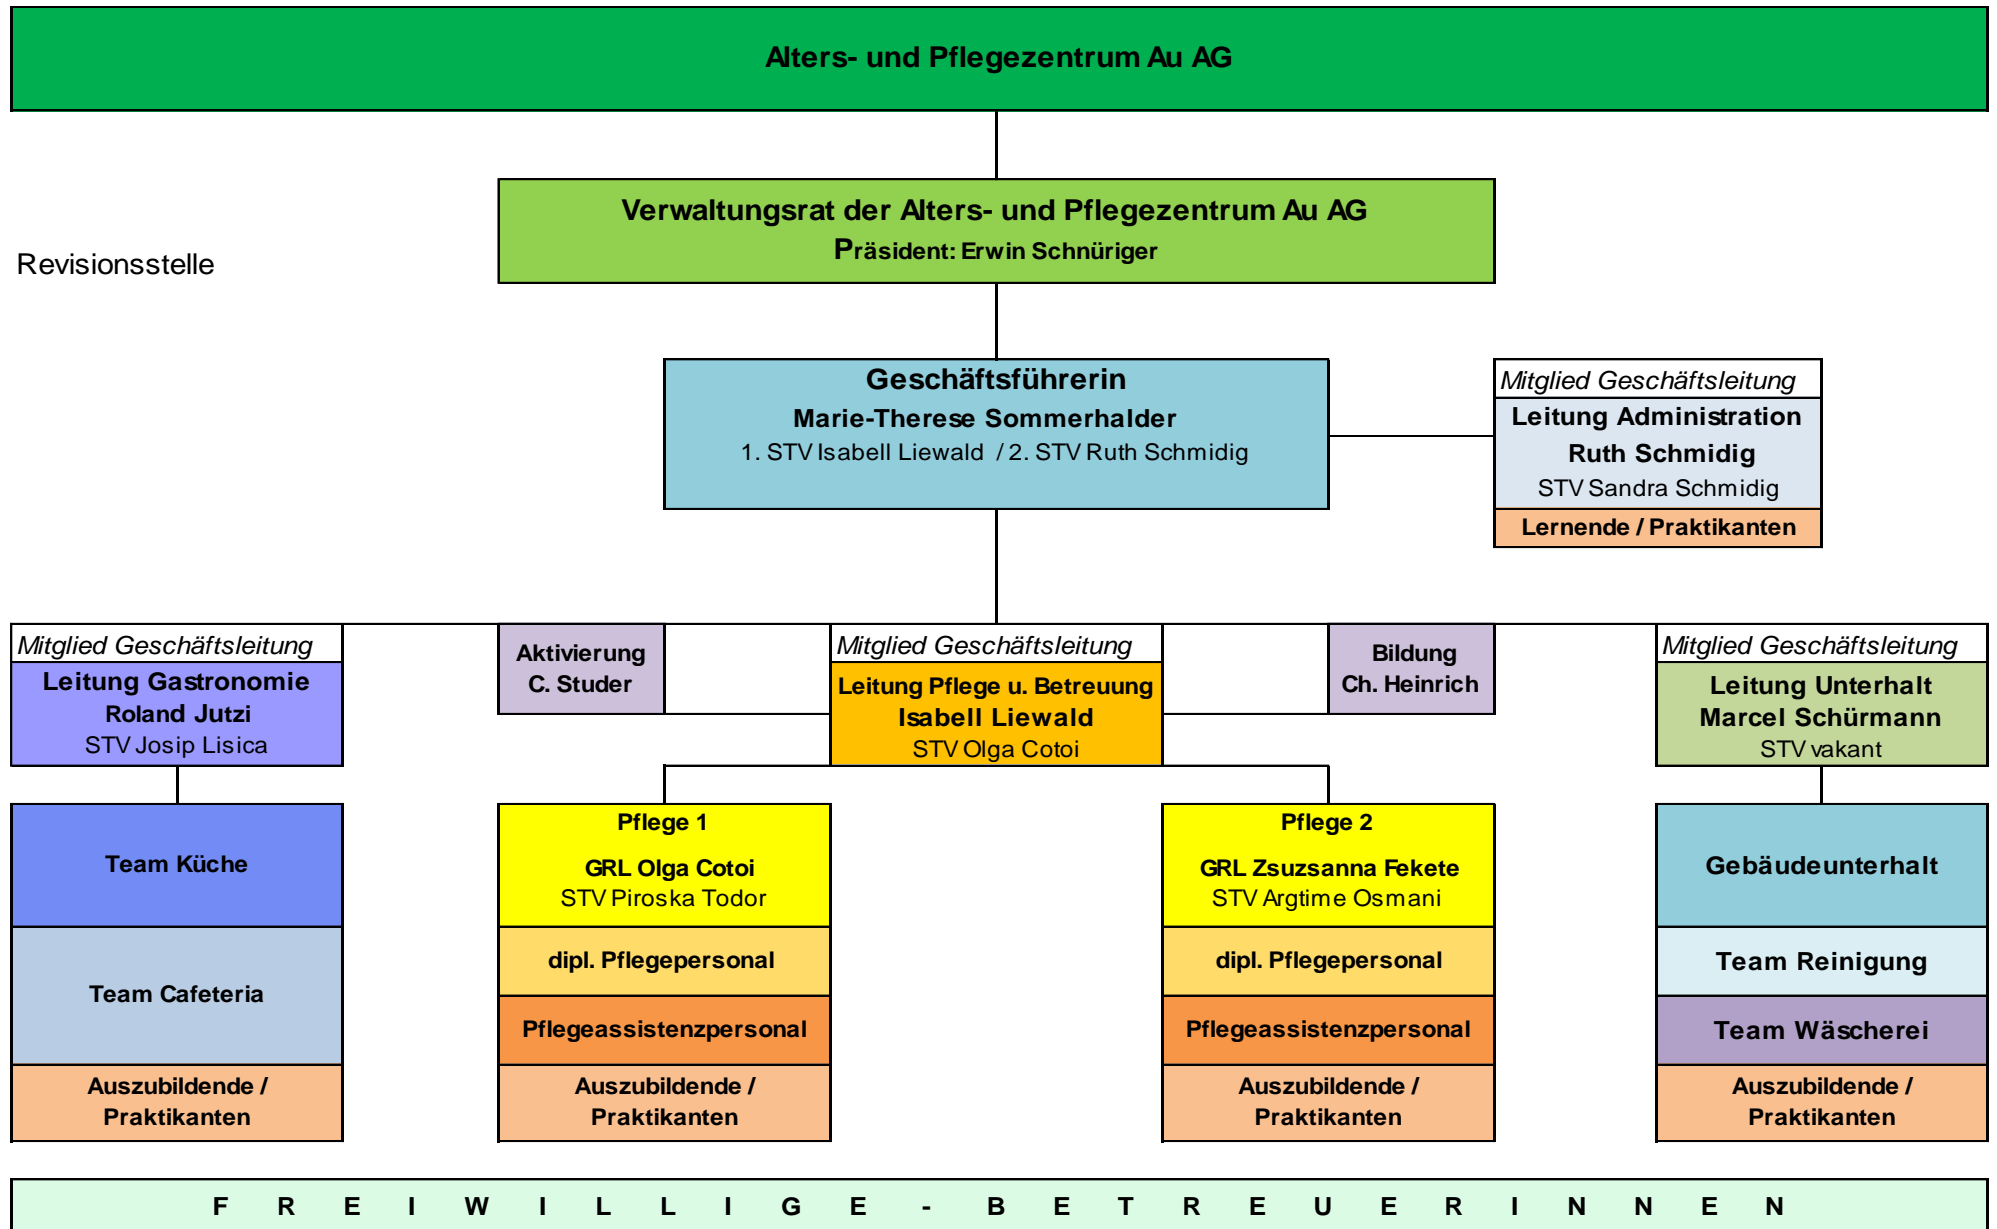 Alters- und Pflegezentrum Au AG
Verwaltungsrat der Alters- und Pflegezentrum Au AG
Präsident: Erwin Schnüriger
Revisionsstelle
Geschäftsführerin
Marie-Therese Sommerhalder
1. STV Isabell Liewald / 2. STV Ruth Schmidig
Mitglied Geschäftsleitung
Leitung Administration
Ruth Schmidig
STV Sandra Schmidig
Lernende / Praktikanten
Mitglied Geschäftsleitung
Leitung Gastronomie
Roland Jutzi
STV Josip Lisica
Aktivierung
C. Studer
Mitglied Geschäftsleitung
Leitung Pflege u. Betreuung
Isabell Liewald
STV Olga Cotoi
Bildung
Ch. Heinrich
Mitglied Geschäftsleitung
Leitung Unterhalt
Marcel Schürmann
STV vakant
Team Küche
Team Cafeteria
Auszubildende /
Praktikanten
Pflege 1
GRL Olga Cotoi
STV Piroska Todor
dipl. Pflegepersonal
Pflegeassistenzpersonal
Auszubildende /
Praktikanten
Pflege 2
GRL Zsuzsanna Fekete
STV Argtime Osmani
dipl. Pflegepersonal
Pflegeassistenzpersonal
Auszubildende /
Praktikanten
Gebäudeunterhalt
Team Reinigung
Team Wäscherei
Auszubildende /
Praktikanten
F R E I W I L L I G E - B E T R E U E R I N N E N